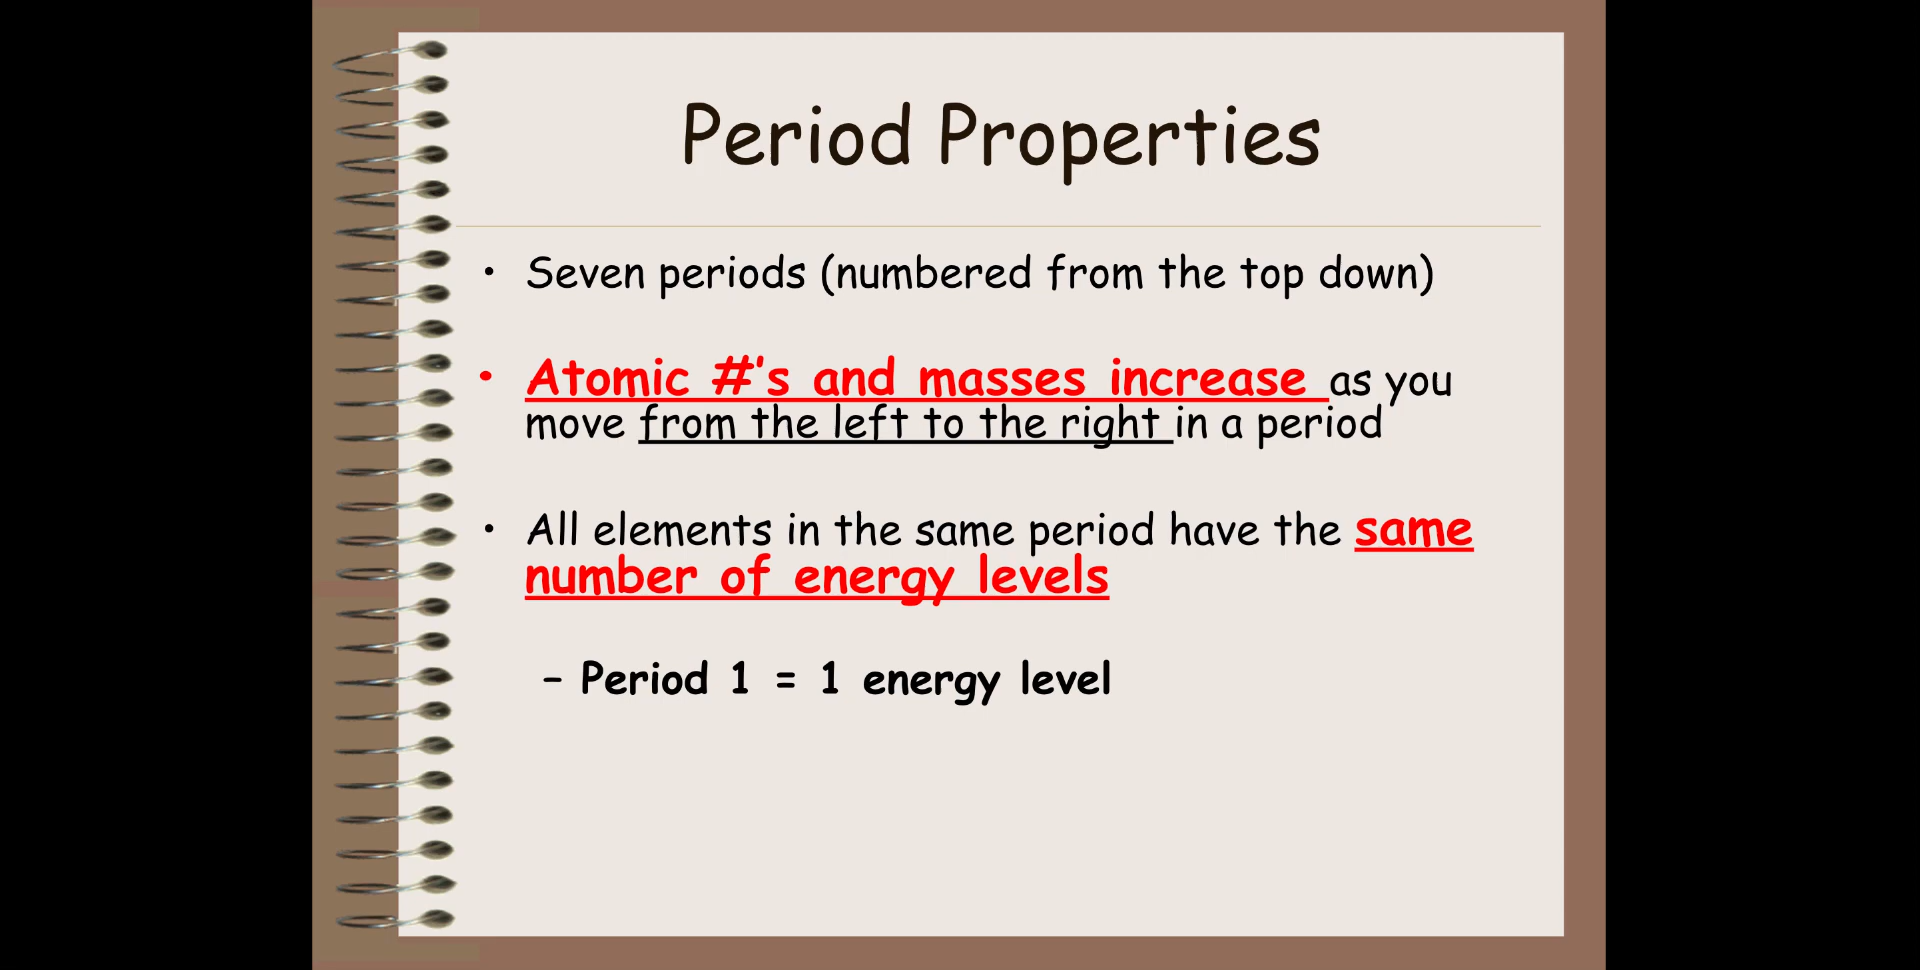 Period Properties
• Seven periods (numbered from the top down)
• Atomic #'s and masses increase as you
move from the left to the right in a period
• All elements in the same period have the same
number of energy levels
– Period 1 = 1 energy level